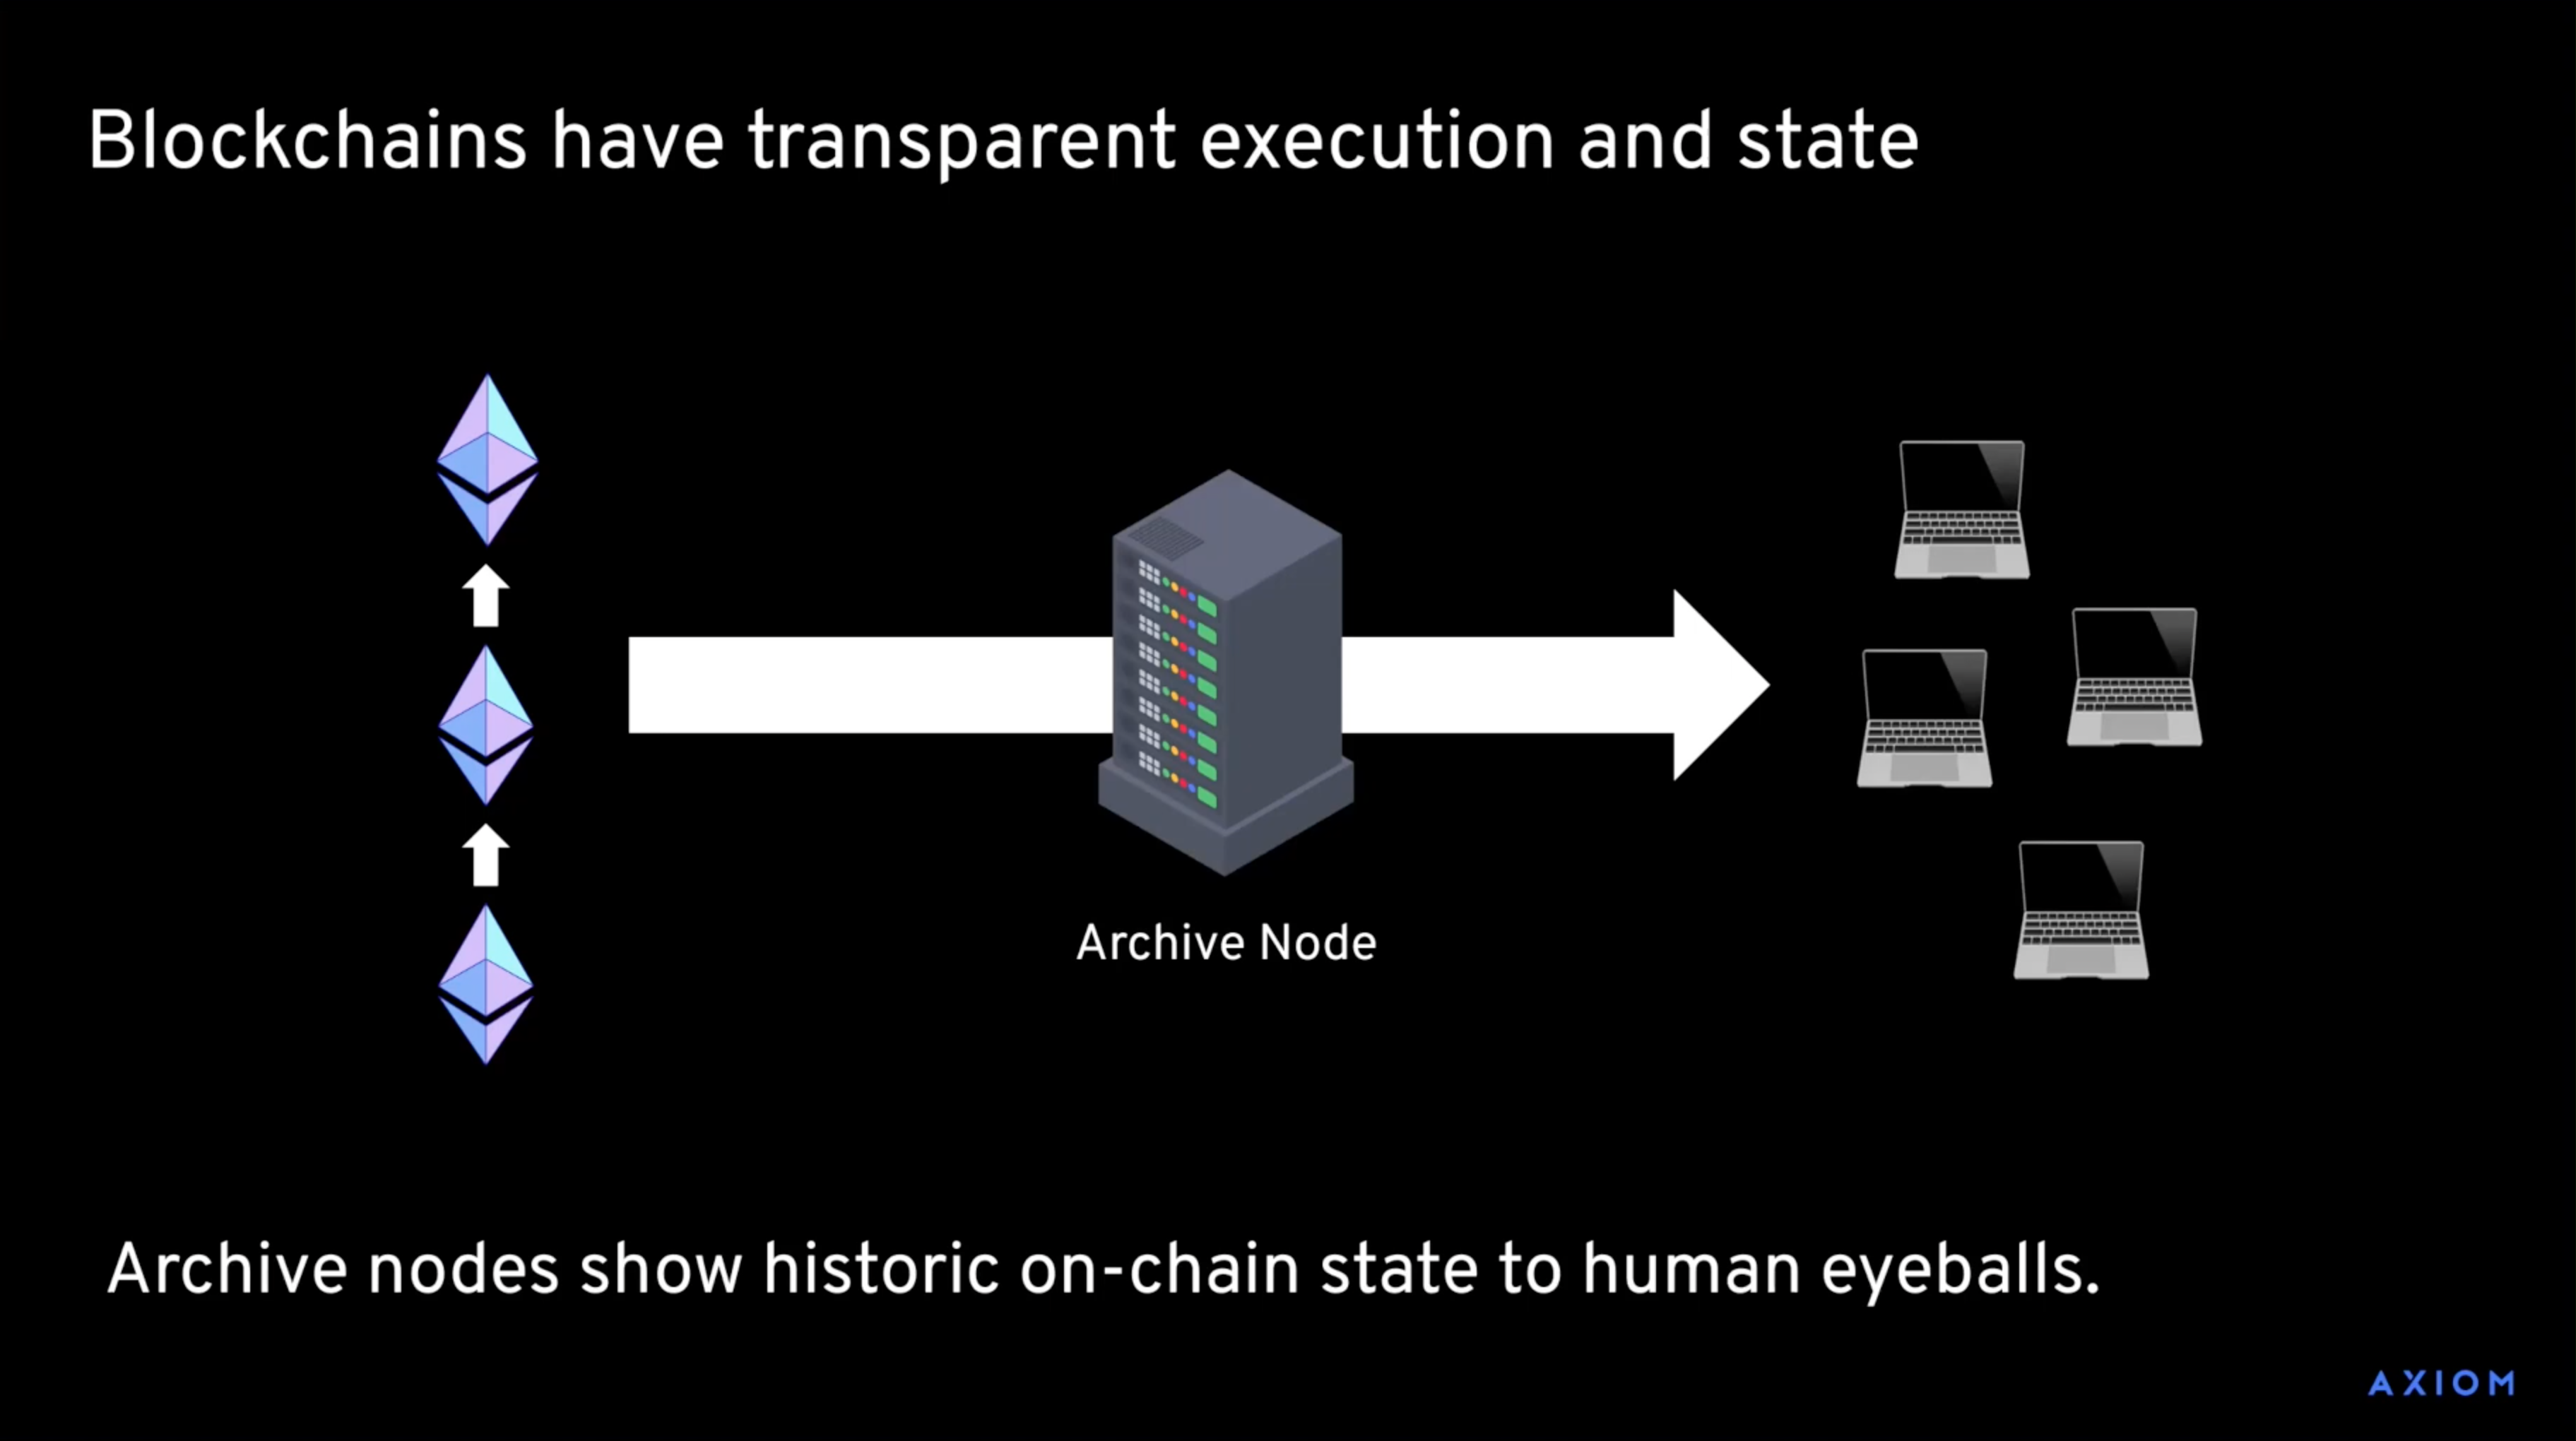 Blockchains have transparent execution and state
Archive Node
Archive nodes show historic on-chain state to human eyeballs.
AXIOM